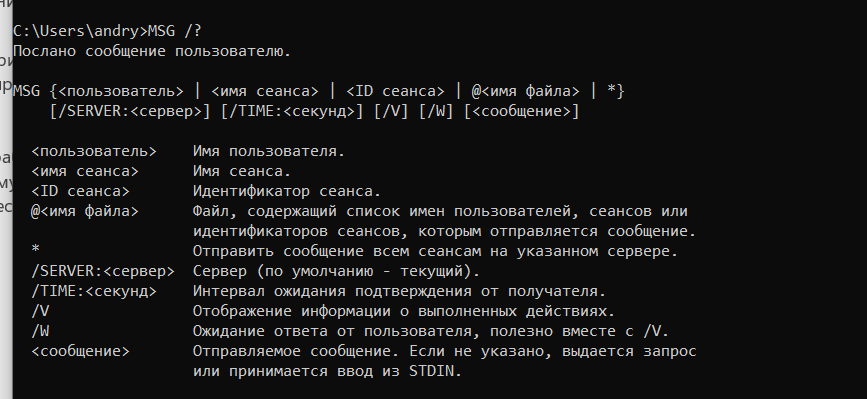 C:\Users\andry>MSG /?
Послано сообщение пользователю.
MSG {<пользователь> | <имя сеанса> | <ID сеанса> | @<имя файла> | *}
[/SERVER:<сервер>] [/TIME:<секунд>] [/V] [/W] [<сообщение>]
<пользователь> Имя пользователя.
<имя сеанса> Имя сеанса.
<ID сеанса> Идентификатор сеанса.
@<имя файла> Файл, содержащий список имен пользователей, сеансов или
идентификаторов сеансов, которым отправляется сообщение.
* Отправить сообщение всем сеансам на указанном сервере.
/SERVER:<сервер> Сервер (по умолчанию - текущий).
/TIME:<секунд> Интервал ожидания подтверждения от получателя.
/V Отображение информации о выполненных действиях.
/W Ожидание ответа от пользователя, полезно вместе с /V.
<сообщение> Отправляемое сообщение. Если не указано, выдается запрос
или принимается ввод из STDIN.